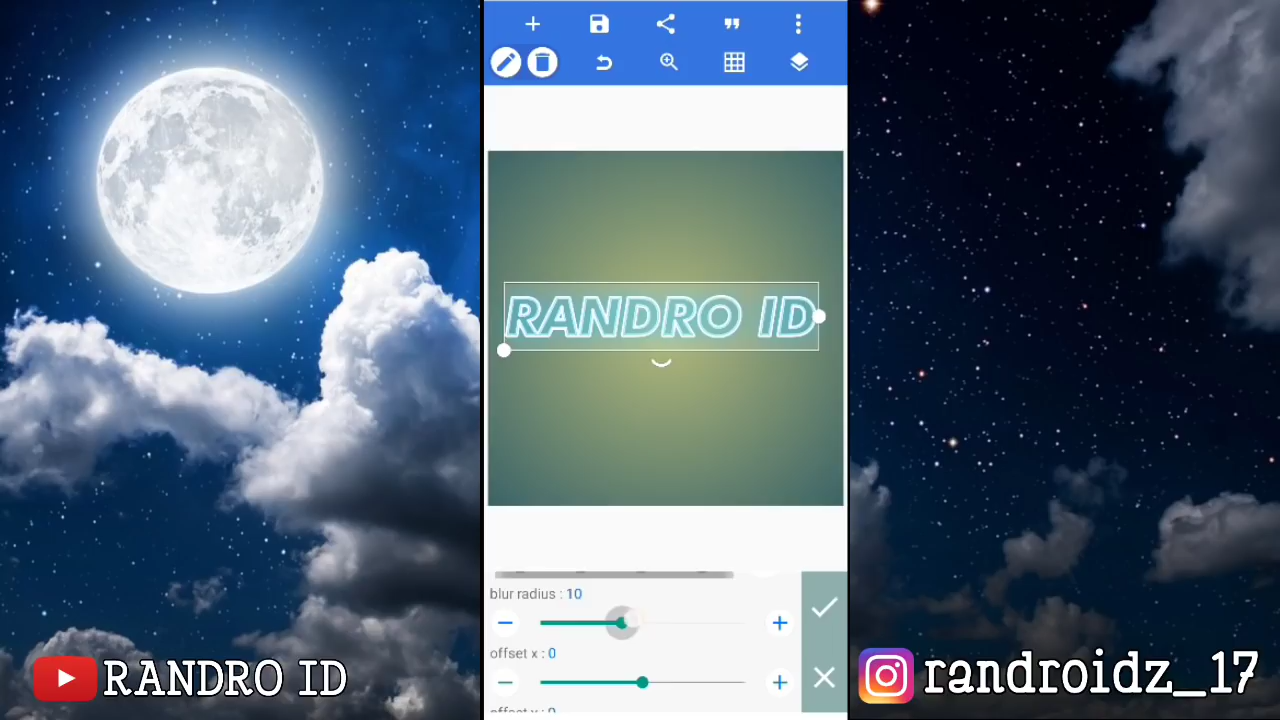 RANDRO ID
blur radius : 10
offset x : 0
RANDRO ID
randroidz_17